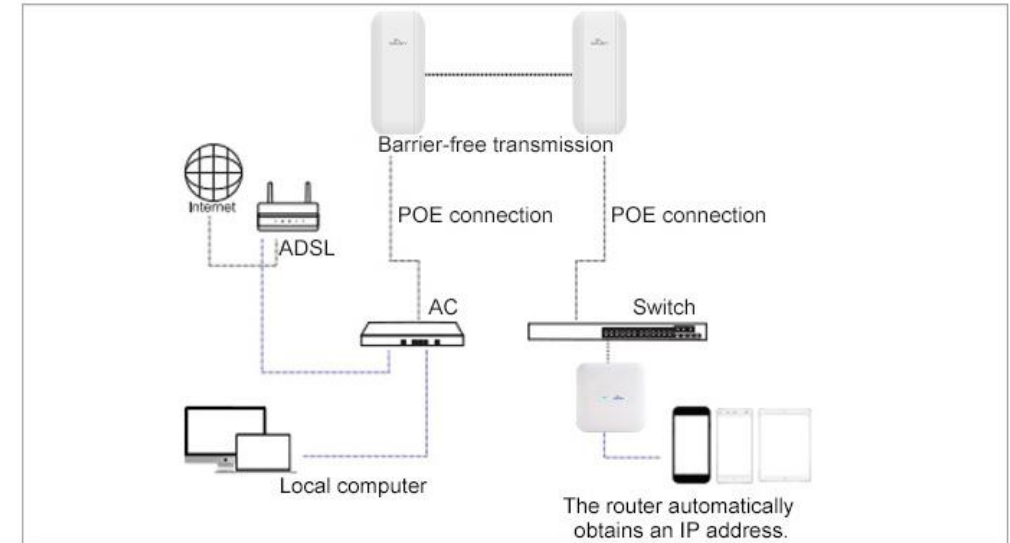 Barrier-free transmission
Internet
ADSL
POE connection
POE connection
AC
Switch
Local computer
The router automatically
obtains an IP address.